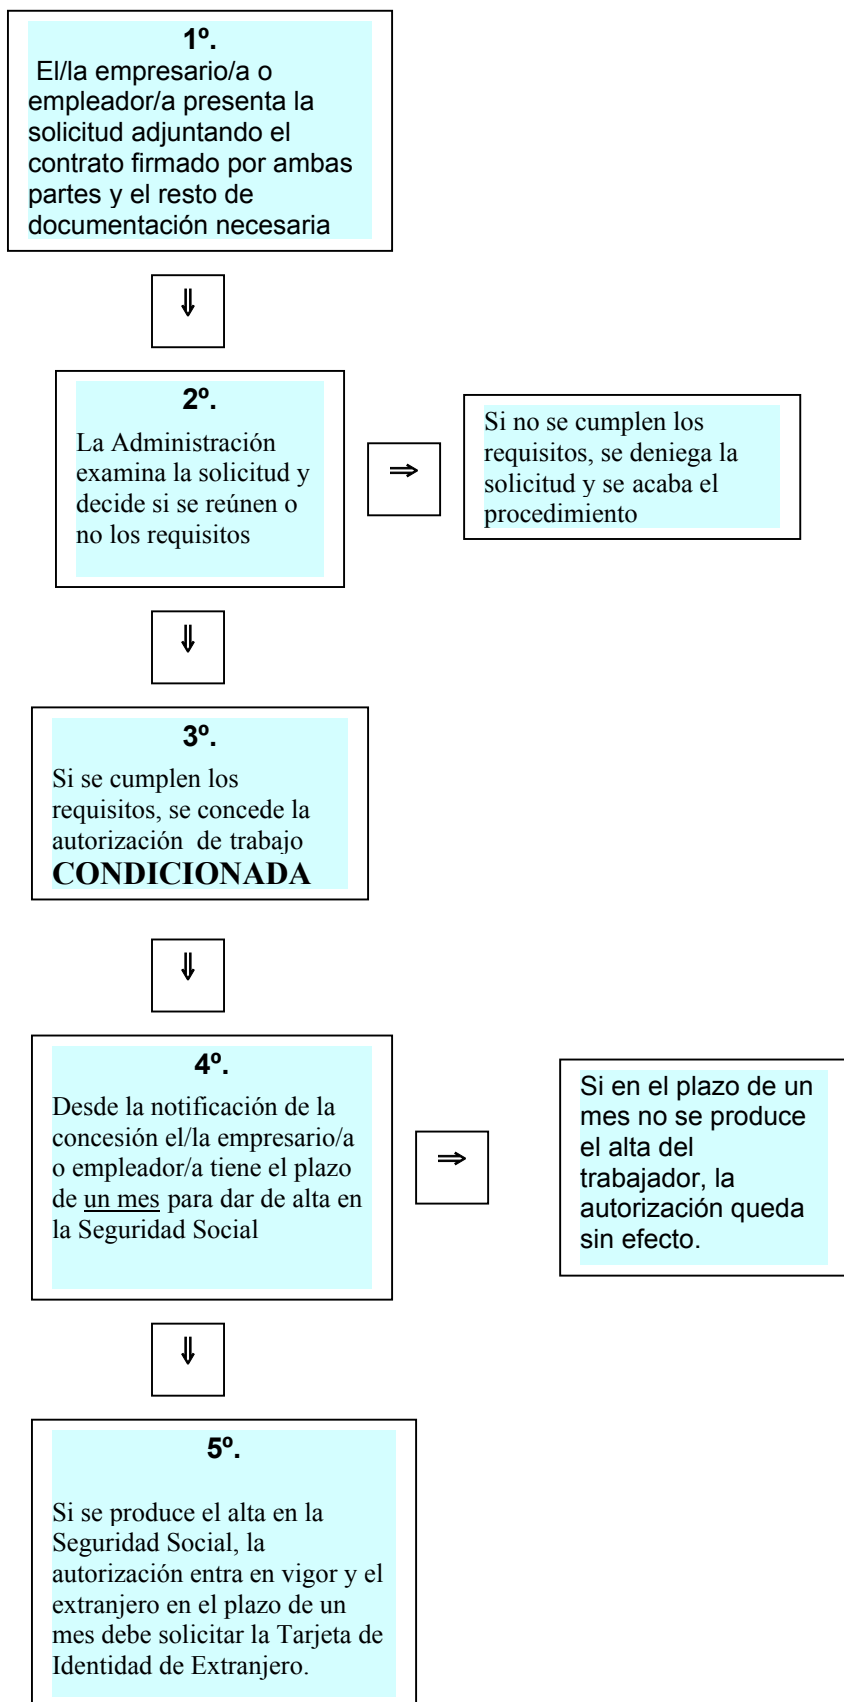 1º.
El/la empresario/a o
empleador/a presenta la
solicitud adjuntando el
contrato firmado por ambas
partes y el resto de
documentación necesaria
⇓
2º.
La Administración
examina la solicitud y
decide si se reúnen o
no los requisitos
⇒
Si no se cumplen los
requisitos, se deniega la
solicitud y se acaba el
procedimiento
⇓
3º.
Si se cumplen los
requisitos, se concede la
autorización de trabajo
CONDICIONADA
⇓
4º.
Desde la notificación de la
concesión el/la empresario/a
o empleador/a tiene el plazo
de un mes para dar de alta en
la Seguridad Social
⇒
Si en el plazo de un
mes no se produce
el alta del
trabajador, la
autorización queda
sin efecto.
⇓
5º.
Si se produce el alta en la
Seguridad Social, la
autorización entra en vigor y el
extranjero en el plazo de un
mes debe solicitar la Tarjeta de
Identidad de Extranjero.